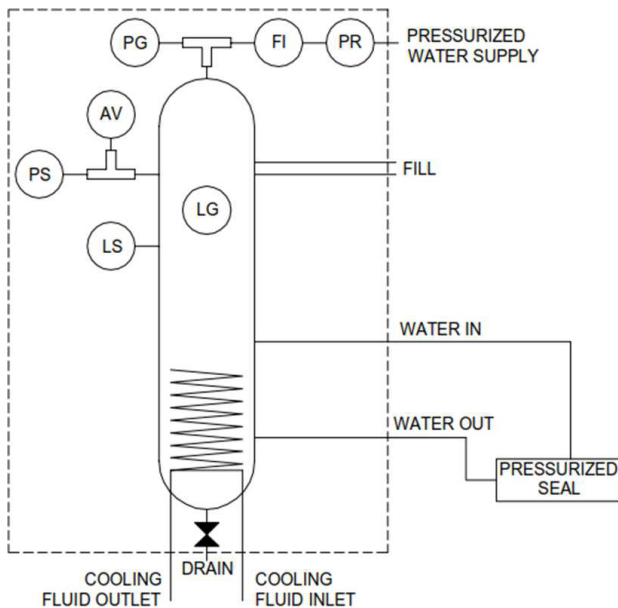 PG
FI
PR
PRESSURIZED
WATER SUPPLY
AV
PS
FILL
LG
LS
WATER IN
WATER OUT
PRESSURIZED
SEAL
DRAIN
COOLING
FLUID OUTLET
COOLING
FLUID INLET